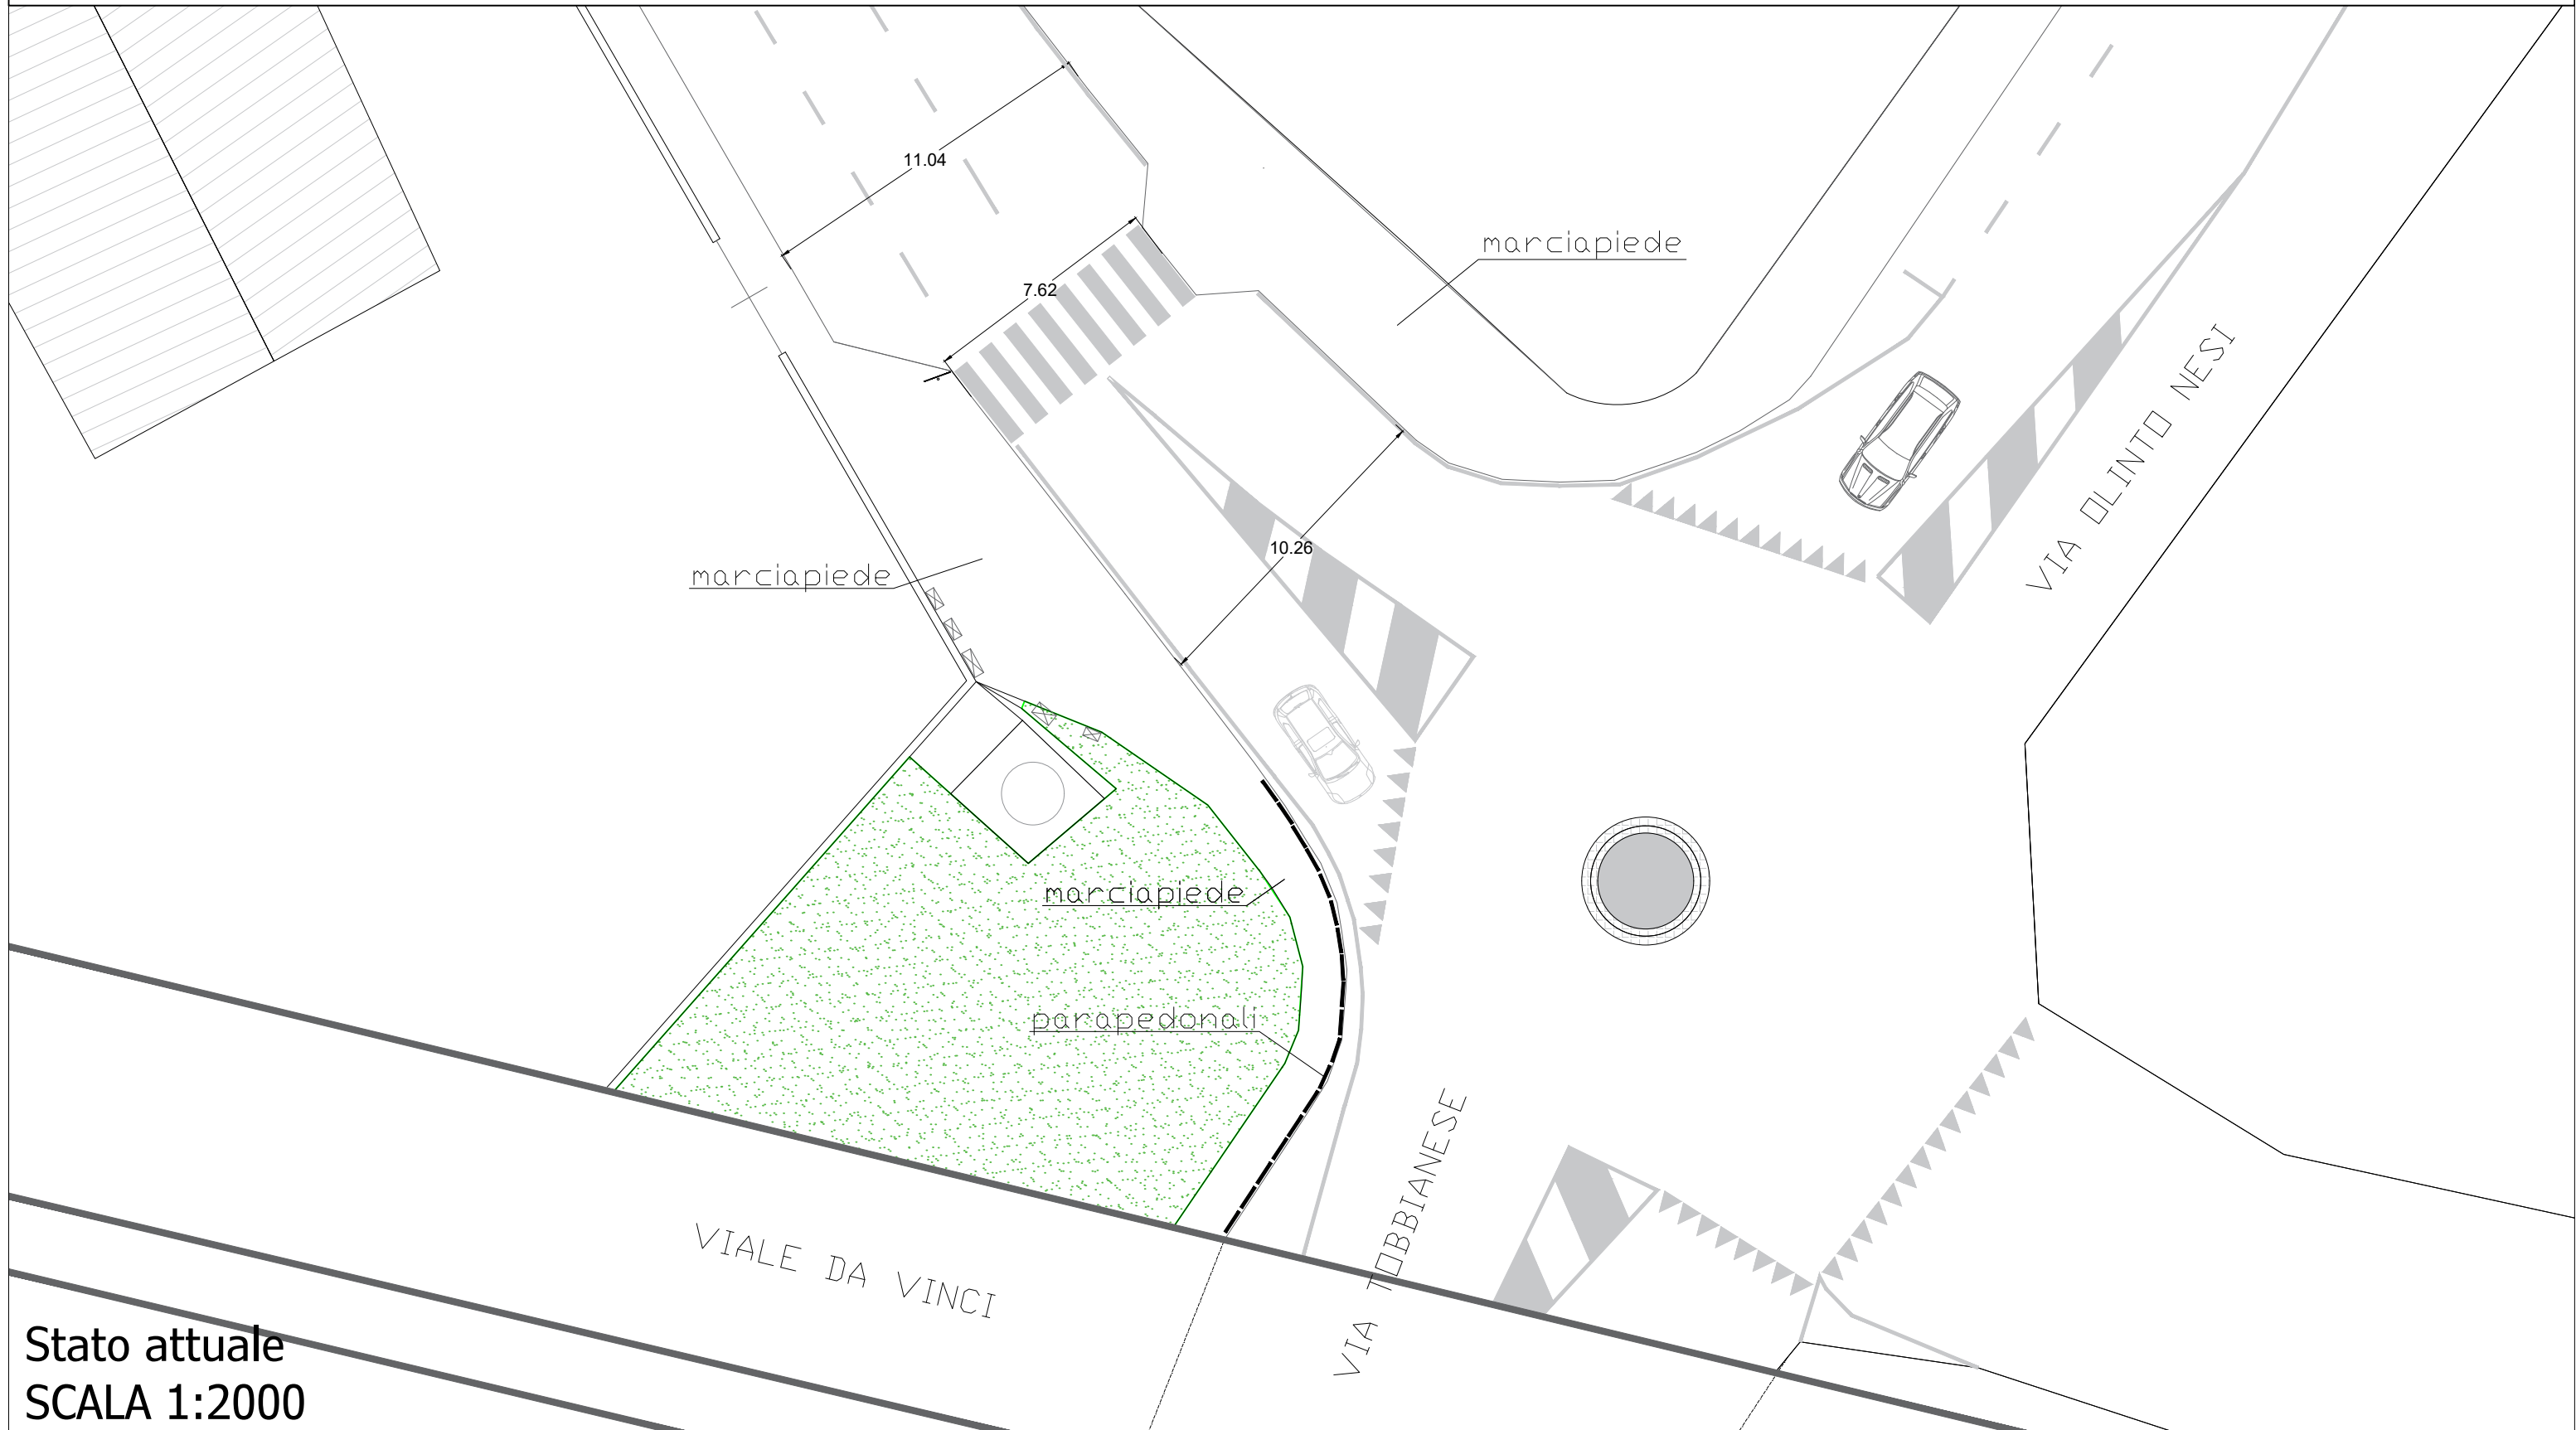 11.04
marciapiede
7.62
VIA OLINTO NESI
10.26
marciapiede
marciapiede
parapedonali
VIA TOBBIANESE
VIALE DA VINCI
Stato attuale
SCALA 1:2000